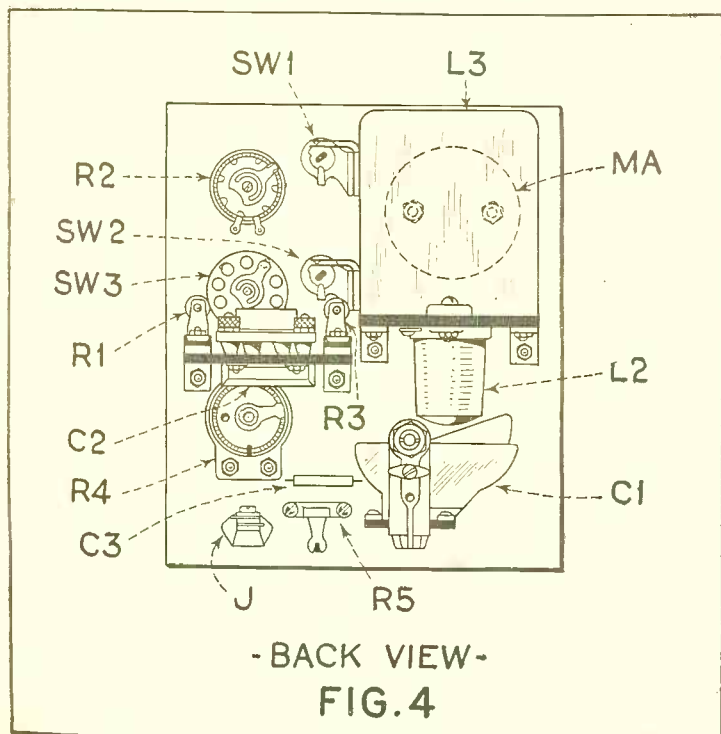 SW1
L3
R2
MA
SW2
SW3
R1
R3
L2
C2
R4
C1
C3
J
R5
-BACK VIEW-
FIG.4